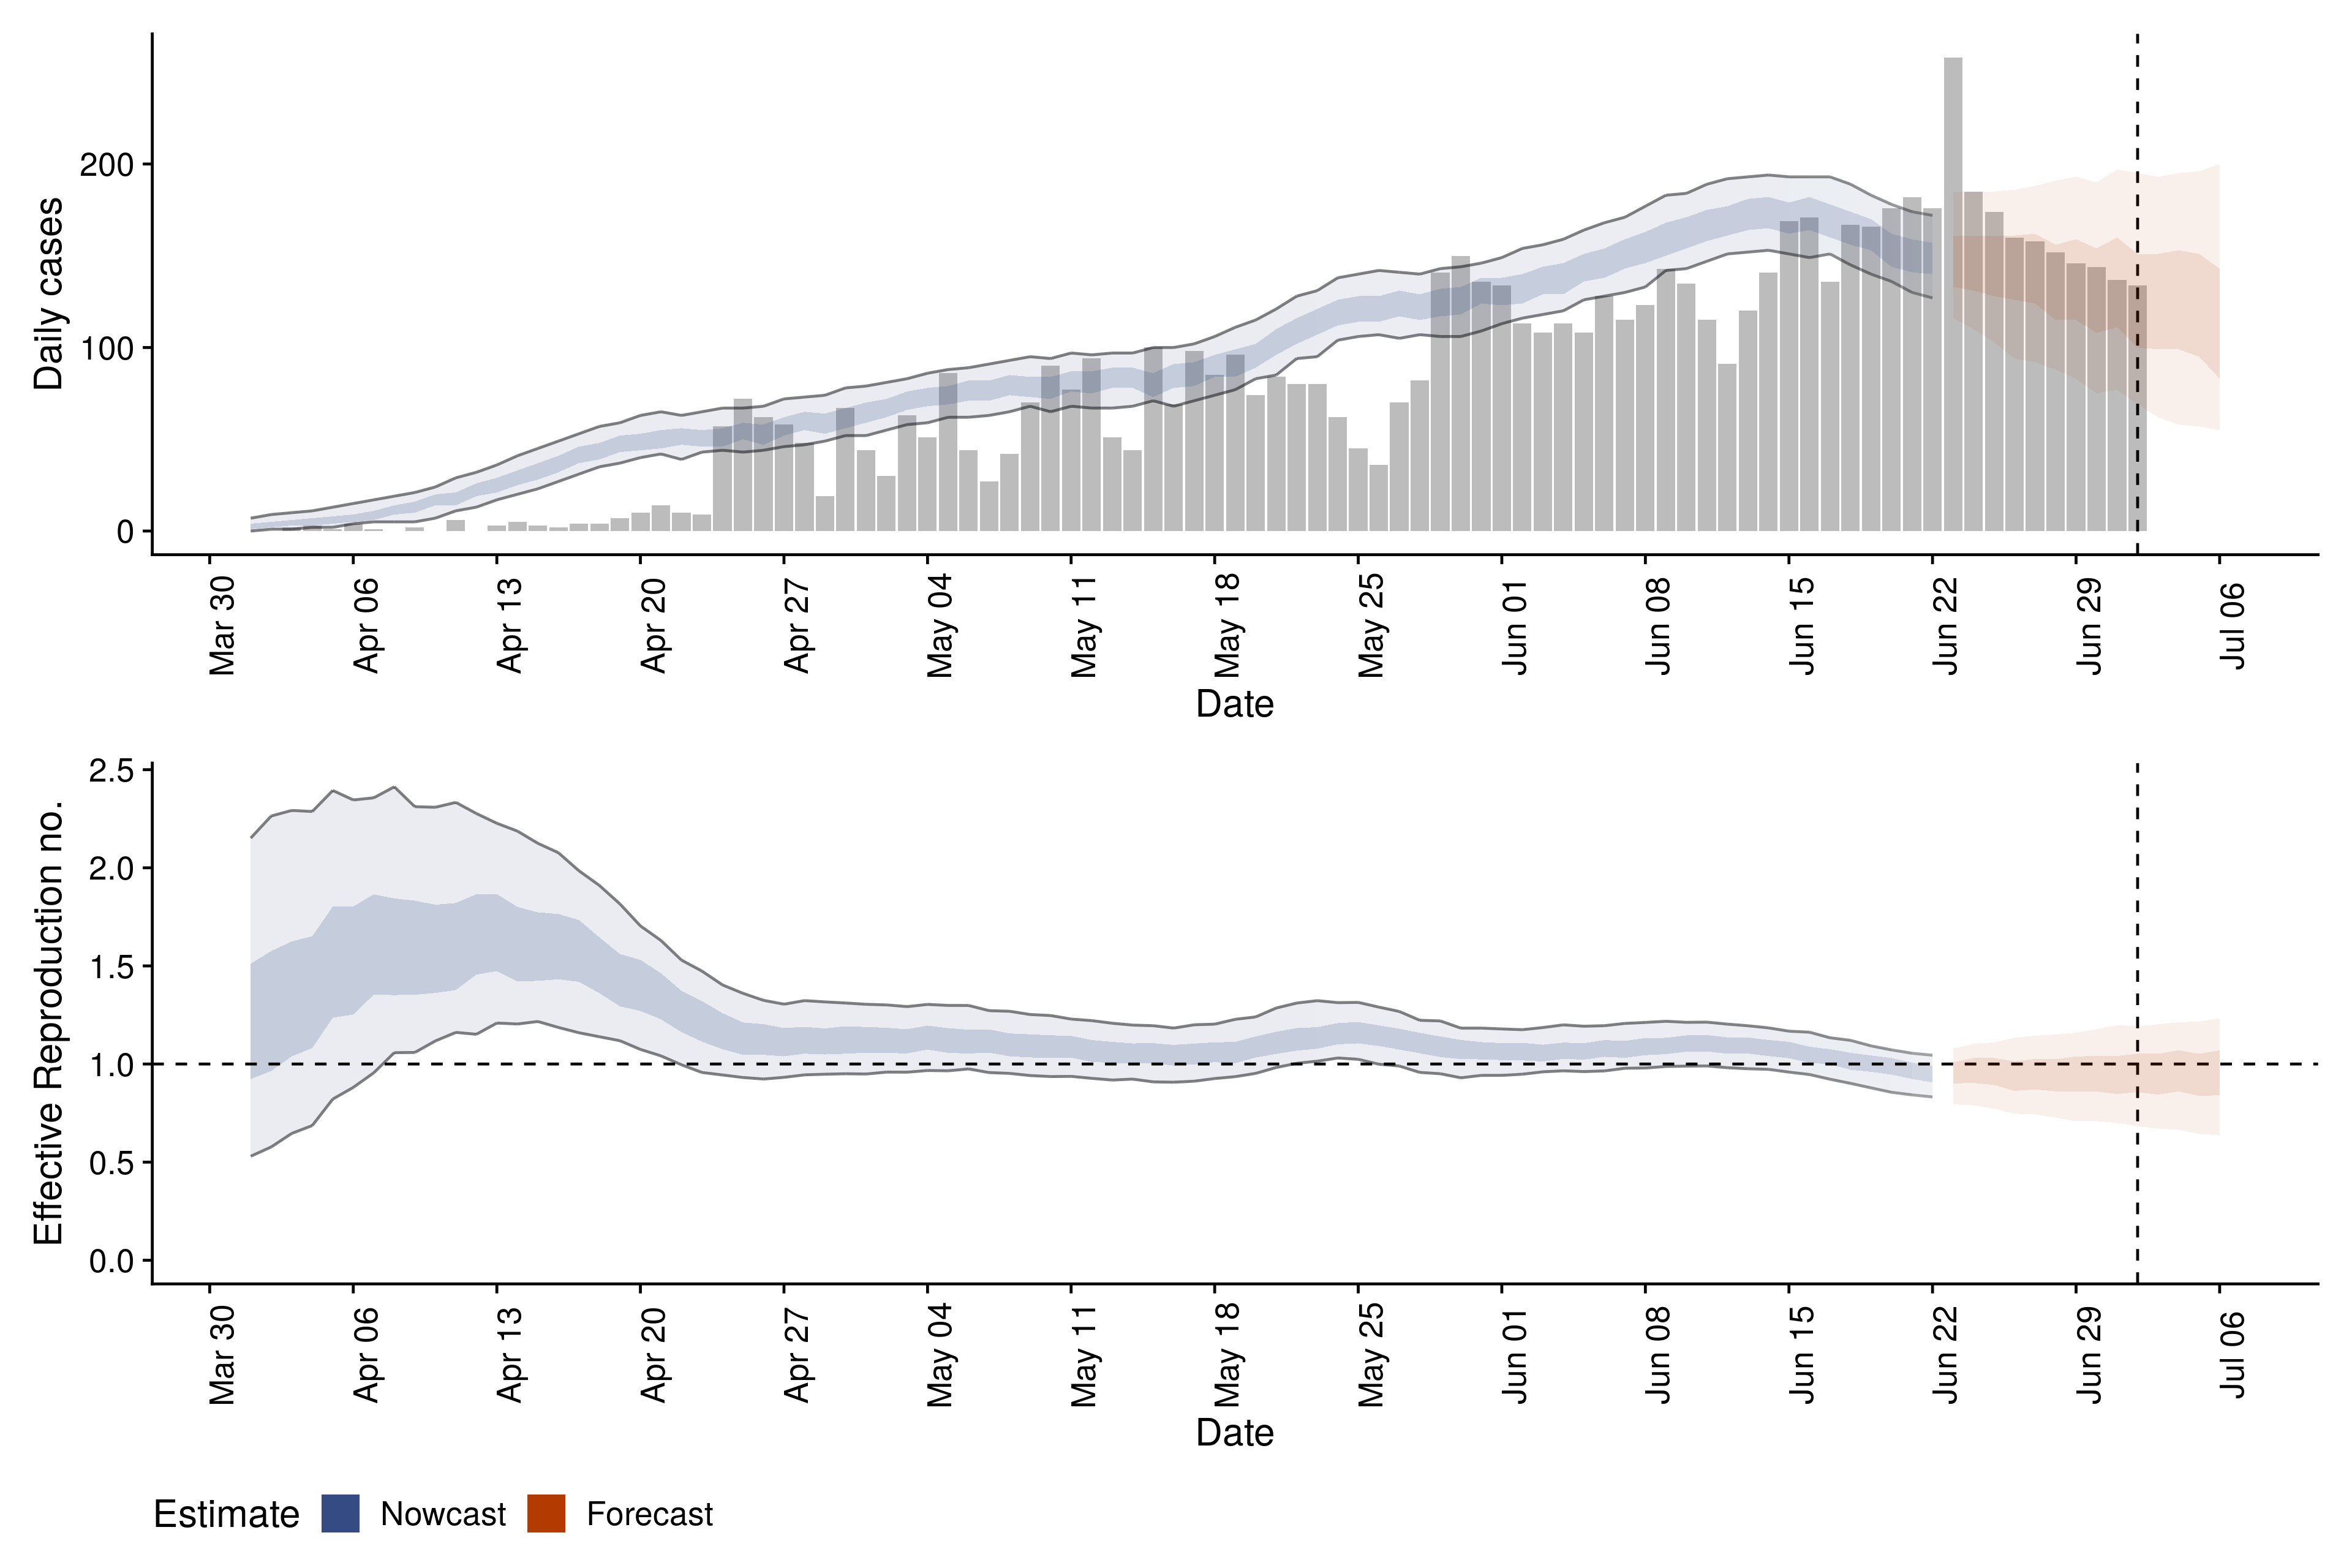 Daily cases
200
100
0
Mar 30 Apr 06 Apr 13 Apr 20 Apr 27 May 04 May 11 May 18 May 25 Jun 01 Jun 08 Jun 15 Jun 22 Jun 29 Jul 06
Date
Effective Reproduction no.
2.5
2.0
1.5
1.0
0.5
0.0
Mar 30 Apr 06 Apr 13 Apr 20 Apr 27 May 04 May 11 May 18 May 25 Jun 01 Jun 08 Jun 15 Jun 22 Jun 29 Jul 06
Date
Estimate Nowcast Forecast